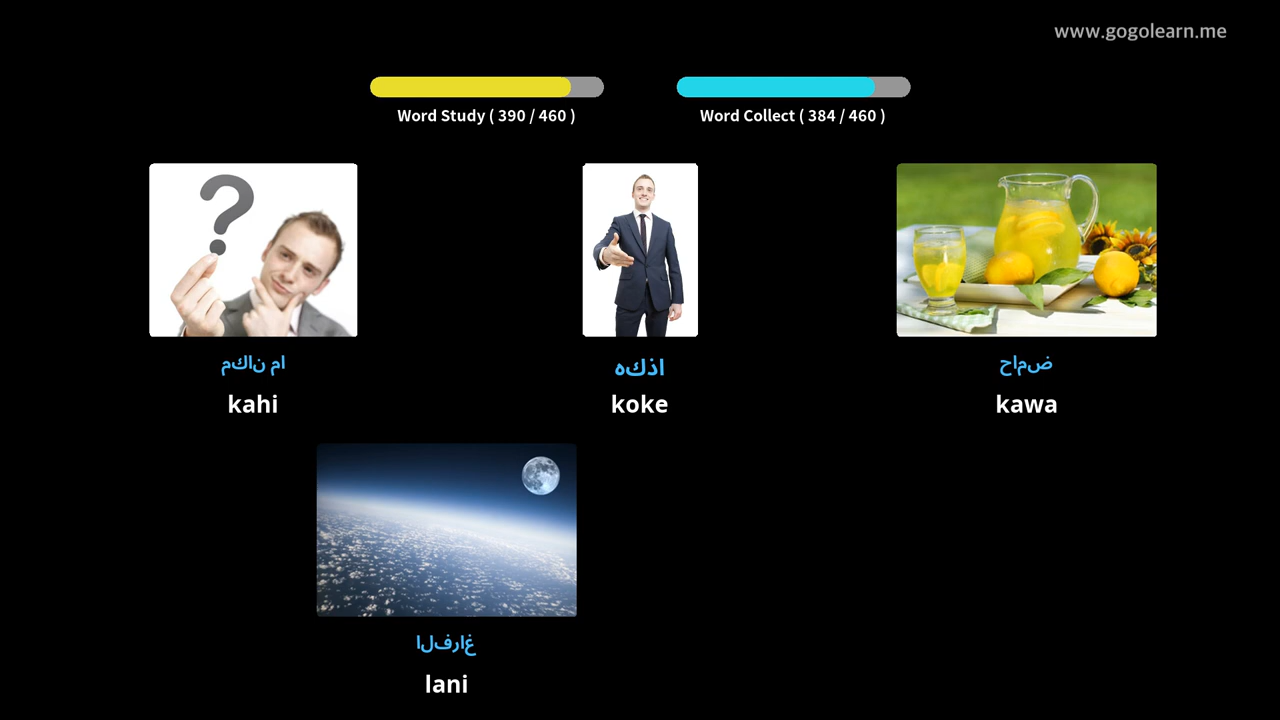 www.gogolearn.me
Word Study ( 390 / 460 )
Word Collect ( 384 / 460 )
مكان ما
هكذا
حامض
kahi
koke
kawa
الفراغ
lani